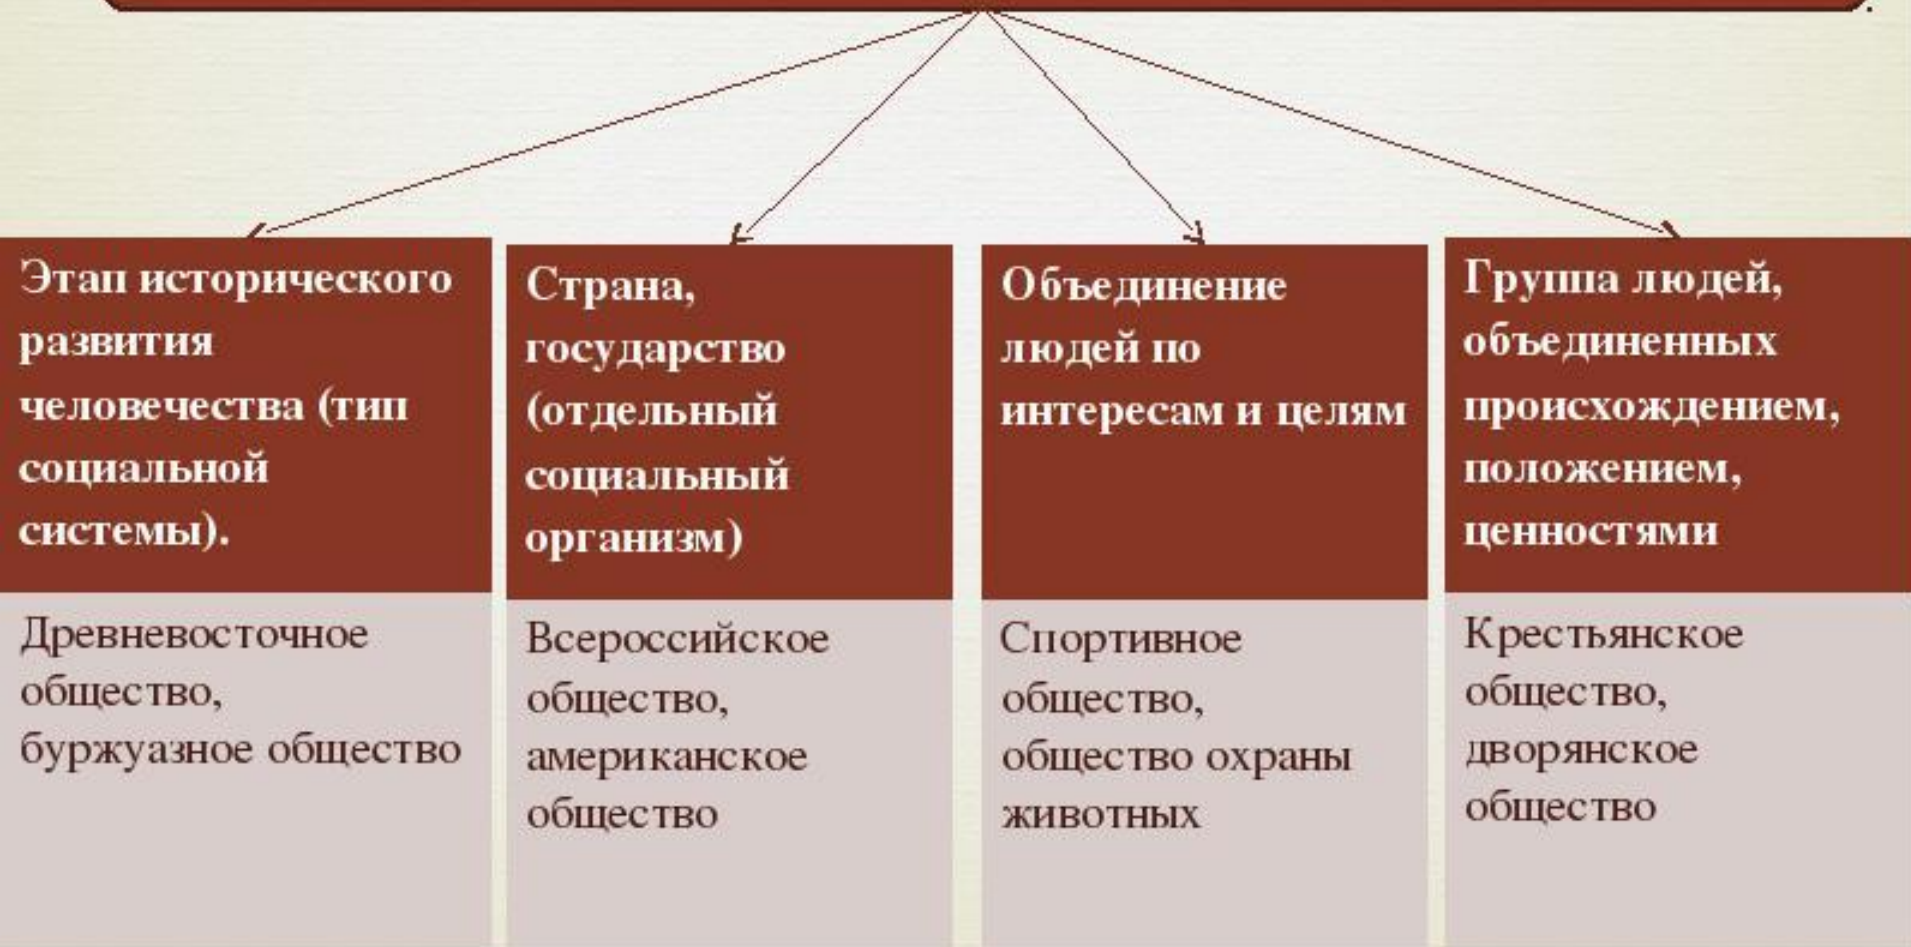 Этап исторического
развития
человечества (тип
социальной
системы).
Древневосточное
общество,
буржуазное общество
Страна,
государство
(отдельный
социальный
организм)
Всероссийское
общество,
американское
общество
Объединение
людей по
интересам и целям
Спортивное
общество,
общество охраны
животных
Группа людей,
объединенных
происхождением,
положением,
ценностями
Крестьянское
общество,
дворянское
общество